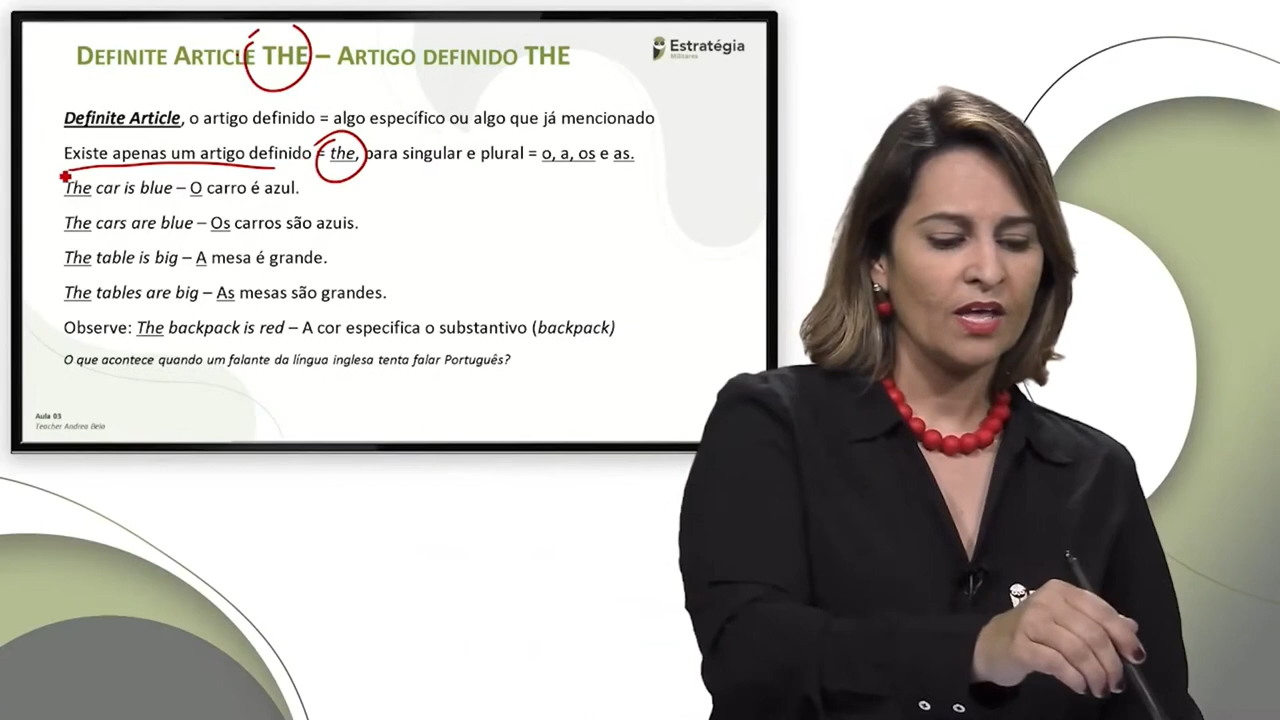 DEFINITE ARTICLE THE – ARTIGO DEFINIDO THE
Estratégia
Militares
Definite Article, o artigo definido = algo específico ou algo que já mencionado
Existe apenas um artigo definido = the, para singular e plural = o, a, os e as.
The car is blue – O carro é azul.
The cars are blue – Os carros são azuis.
The table is big – A mesa é grande.
The tables are big – As mesas são grandes.
Observe: The backpack is red – A cor especifica o substantivo (backpack)
O que acontece quando um falante da língua inglesa tenta falar Português?
Aula 03
Teacher Andrea Belo